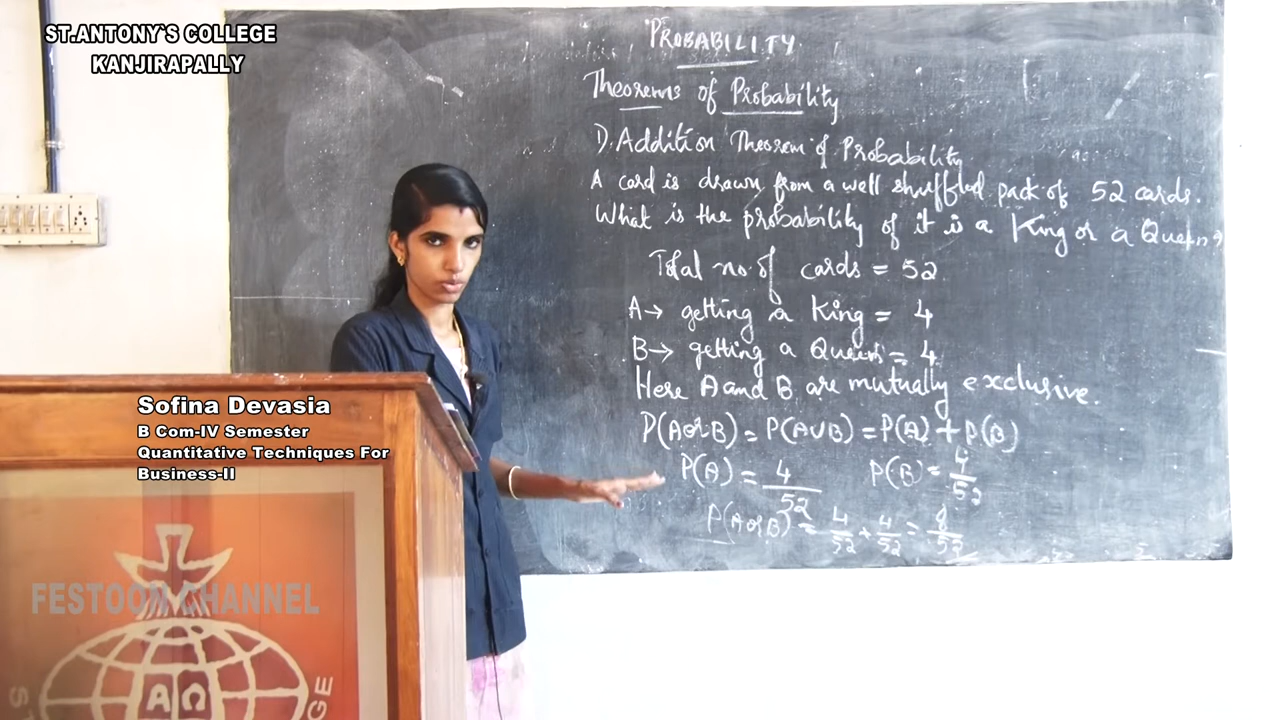 ST.ANTONY`S COLLEGE
KANJIRAPALLY
PROBABILITY
Theorems of Probability
1). Addition Theorem of Probability
A card is drawn from a well shuffled pack of 52 cards.
What is the probability of it is a King or a Queen?
Total no. of cards = 52
A→ getting a King = 4
B→ getting a Queen = 4
Here A and B are mutually exclusive.
P(A or B) = P(A∪B) = P(A) + P(B)
P(A) = 4/52 P(B) = 4/52
P(A or B) = 4/52 + 4/52 = 8/52
Sofina Devasia
B Com-IV Semester
Quantitative Techniques For
Business-II
FESTOON CHANNEL
ΑΩ